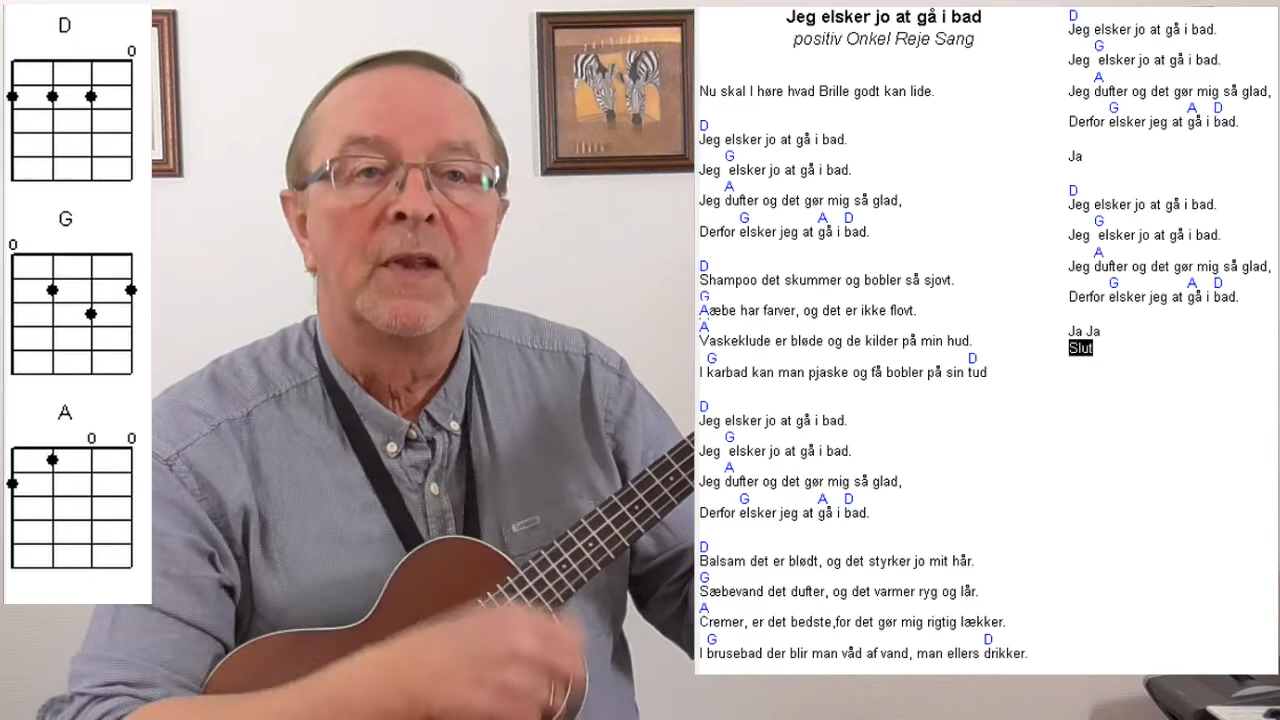 D
0
G
0
A
0 0
Jeg elsker jo at gå i bad
positiv Onkel Reje Sang
Nu skal I høre hvad Brille godt kan lide.
D
Jeg elsker jo at gå i bad.
G
Jeg elsker jo at gå i bad.
A
Jeg dufter og det gør mig så glad,
G A D
Derfor elsker jeg at gå i bad.
D
Shampoo det skummer og bobler så sjovt.
G
Aæbe har farver, og det er ikke flovt.
A
Vaskeklude er bløde og de kilder på min hud.
G D
I karbad kan man pjaske og få bobler på sin tud
D
Jeg elsker jo at gå i bad.
G
Jeg elsker jo at gå i bad.
A
Jeg dufter og det gør mig så glad,
G A D
Derfor elsker jeg at gå i bad.
D
Balsam det er blødt, og det styrker jo mit hår.
G
Sæbevand det dufter, og det varmer ryg og lår.
A
Cremer, er det bedste,for det gør mig rigtig lækker.
G D
I brusebad der blir man våd af vand, man ellers drikker.
D
Jeg elsker jo at gå i bad.
G
Jeg elsker jo at gå i bad.
A
Jeg dufter og det gør mig så glad,
G A D
Derfor elsker jeg at gå i bad.
Ja
D
Jeg elsker jo at gå i bad.
G
Jeg elsker jo at gå i bad.
A
Jeg dufter og det gør mig så glad,
G A D
Derfor elsker jeg at gå i bad.
Ja Ja
Slut